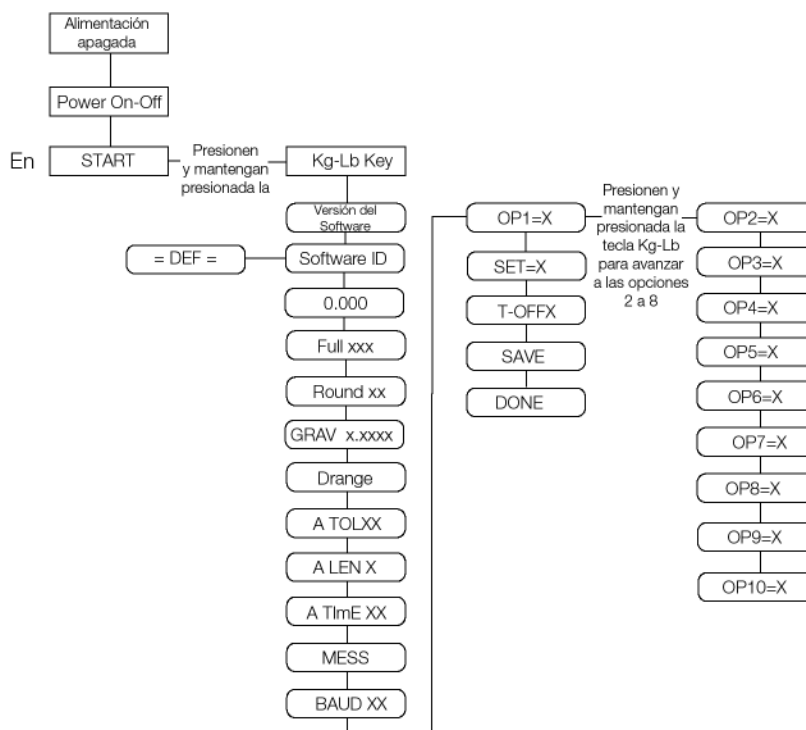 Alimentación
apagada
Power On-Off
En
START
Presionen
y mantengan
presionada la
Kg-Lb Key
Versión del
Software
= DEF =
Software ID
0.000
Full xxx
Round xx
GRAV x.xxxx
Drange
A TOLXX
A LEN X
A TImE XX
MESS
BAUD XX
OP1=X
SET=X
T-OFFX
SAVE
DONE
Presionen y
mantengan
presionada la
tecla Kg-Lb
para avanzar
a las opciones
2 a 8
OP2=X
OP3=X
OP4=X
OP5=X
OP6=X
OP7=X
OP8=X
OP9=X
OP10=X